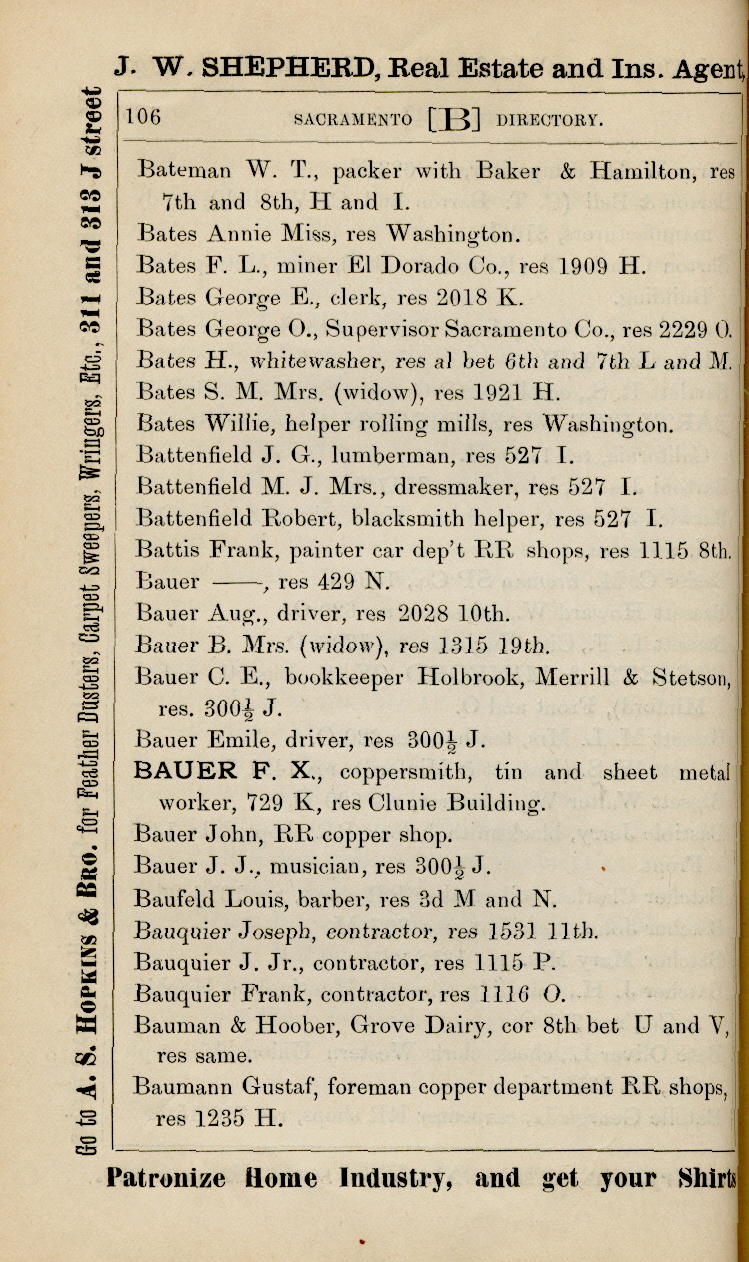 J. W. SHEPHERD, Real Estate and Ins. Agent,
106 SACRAMENTO [B] DIRECTORY.
Bateman W. T., packer with Baker & Hamilton, res
7th and 8th, H and I.
Bates Annie Miss, res Washington.
Bates F. L., miner El Dorado Co., res 1909 H.
Bates George E., clerk, res 2018 K.
Bates George O., Supervisor Sacramento Co., res 2229 O.
Bates H., whitewasher, res al bet 6th and 7th L and M.
Bates S. M. Mrs. (widow), res 1921 H.
Bates Willie, helper rolling mills, res Washington.
Battenfield J. G., lumberman, res 527 I.
Battenfield M. J. Mrs., dressmaker, res 527 I.
Battenfield Robert, blacksmith helper, res 527 I.
Battis Frank, painter car dep't RR shops, res 1115 8th.
Bauer ——, res 429 N.
Bauer Aug., driver, res 2028 10th.
Bauer B. Mrs. (widow), res 1315 19th.
Bauer C. E., bookkeeper Holbrook, Merrill & Stetson,
res. 300½ J.
Bauer Emile, driver, res 300½ J.
BAUER F. X., coppersmith, tin and sheet metal
worker, 729 K, res Clunie Building.
Bauer John, RR copper shop.
Bauer J. J., musician, res 300½ J.
Baufeld Louis, barber, res 3d M and N.
Bauquier Joseph, contractor, res 1531 11th.
Bauquier J. Jr., contractor, res 1115 P.
Bauquier Frank, contractor, res 1116 O.
Bauman & Hoober, Grove Dairy, cor 8th bet U and V,
res same.
Baumann Gustaf, foreman copper department RR shops,
res 1235 H.
Patronize Home Industry, and get your Shirts
Go to A. S. HOPKINS & BRO. for Feather Dusters, Carpet Sweepers, Wringers, Etc., 311 and 313 J street